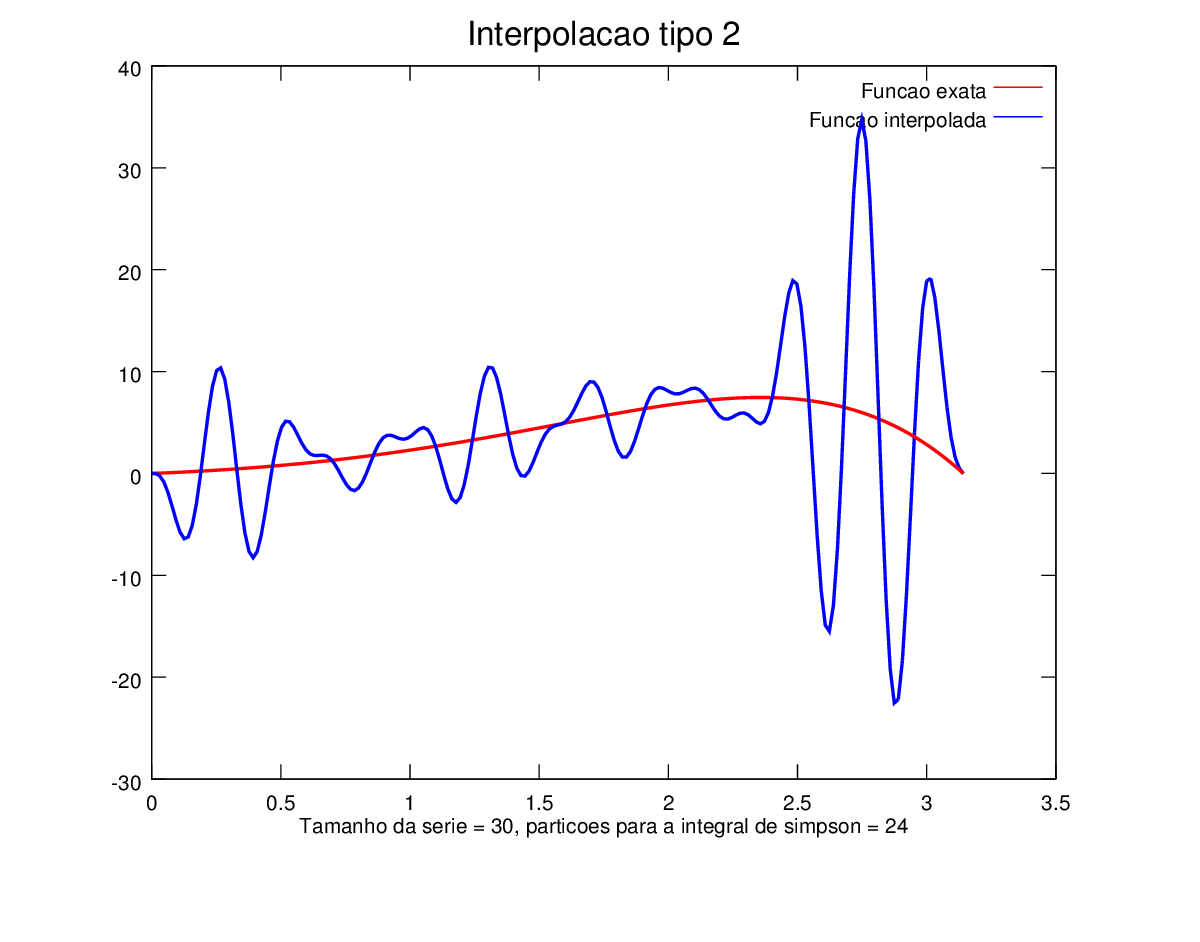 Interpolacao tipo 2
40
30
20
10
0
-10
-20
-30
Funcao exata
Funcao interpolada
0 0.5 1 1.5 2 2.5 3 3.5
Tamanho da serie = 30, particoes para a integral de simpson = 24